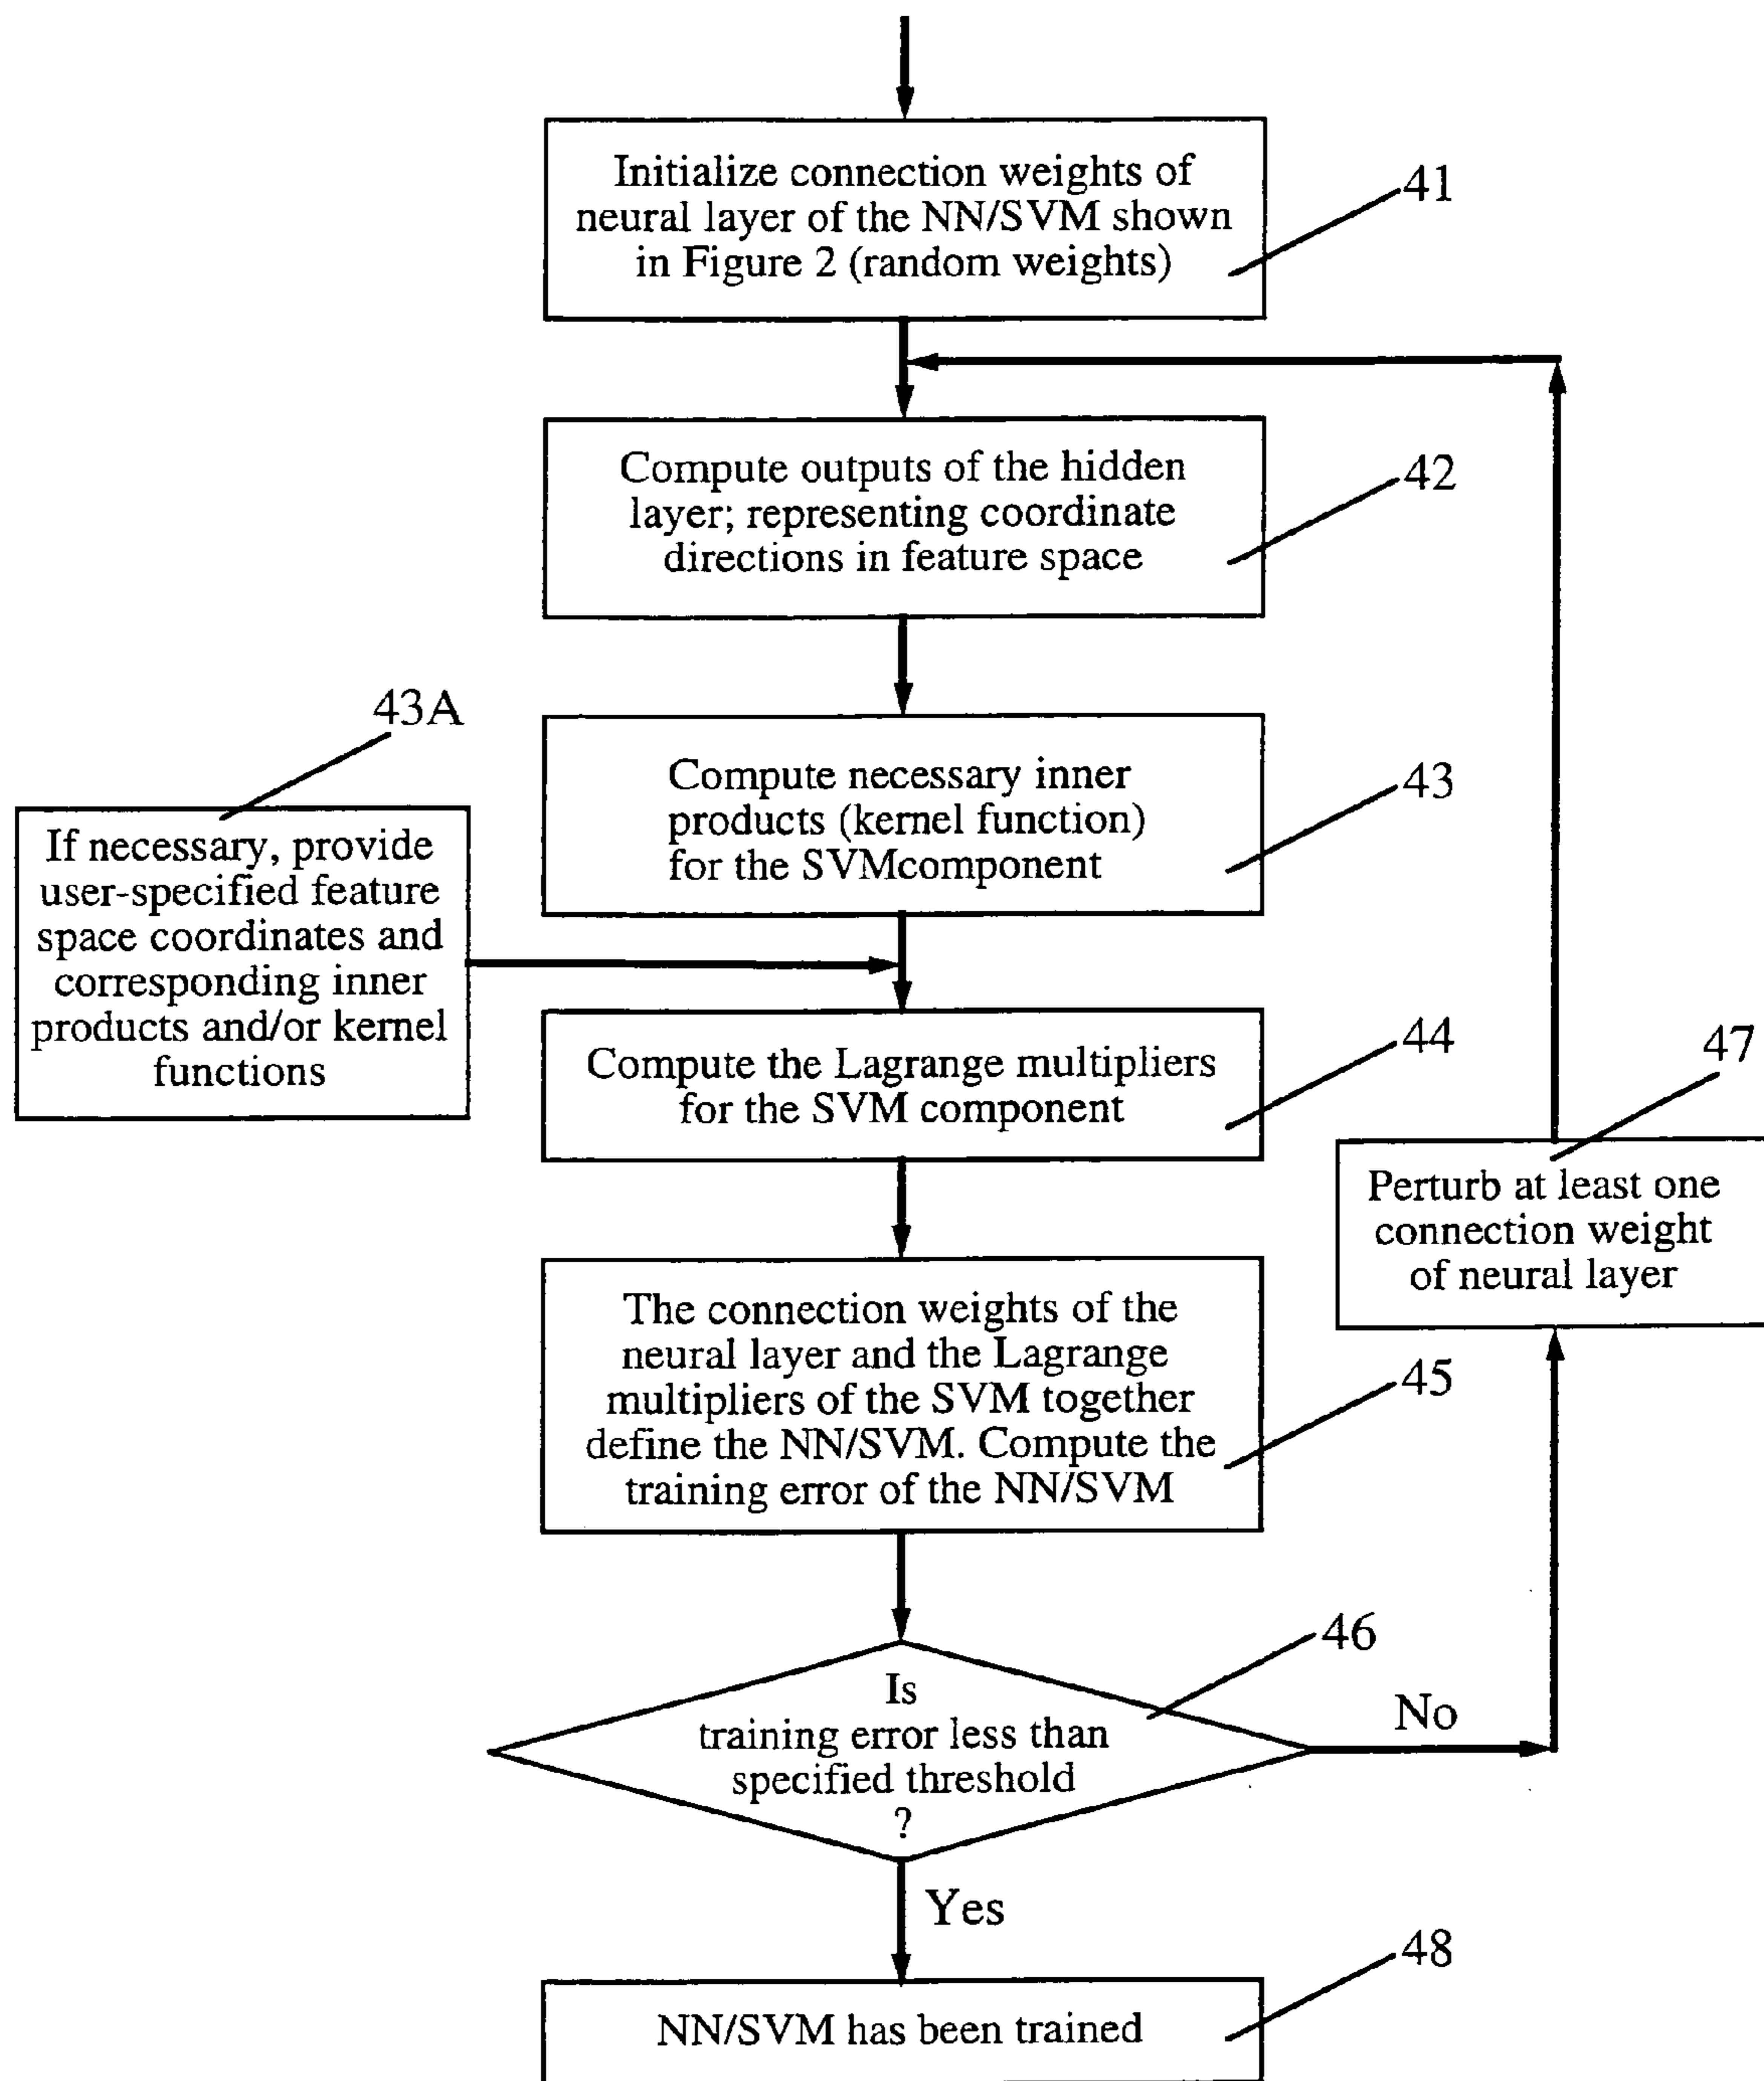 Initialize connection weights of
neural layer of the NN/SVM shown
in Figure 2 (random weights)
41
Compute outputs of the hidden
layer; representing coordinate
directions in feature space
42
43A
If necessary, provide
user-specified feature
space coordinates and
corresponding inner
products and/or kernel
functions
Compute necessary inner
products (kernel function)
for the SVMcomponent
43
Compute the Lagrange multipliers
for the SVM component
44
47
Perturb at least one
connection weight
of neural layer
The connection weights of the
neural layer and the Lagrange
multipliers of the SVM together
define the NN/SVM. Compute the
training error of the NN/SVM
45
Is
training error less than
specified threshold
?
46
No
Yes
NN/SVM has been trained
48